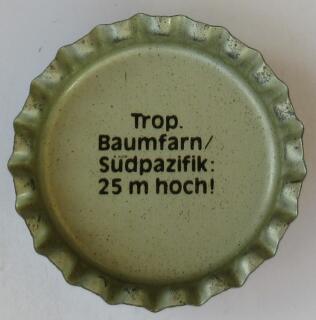 Trop.
Baumfarn/
Südpazifik:
25 m hoch!